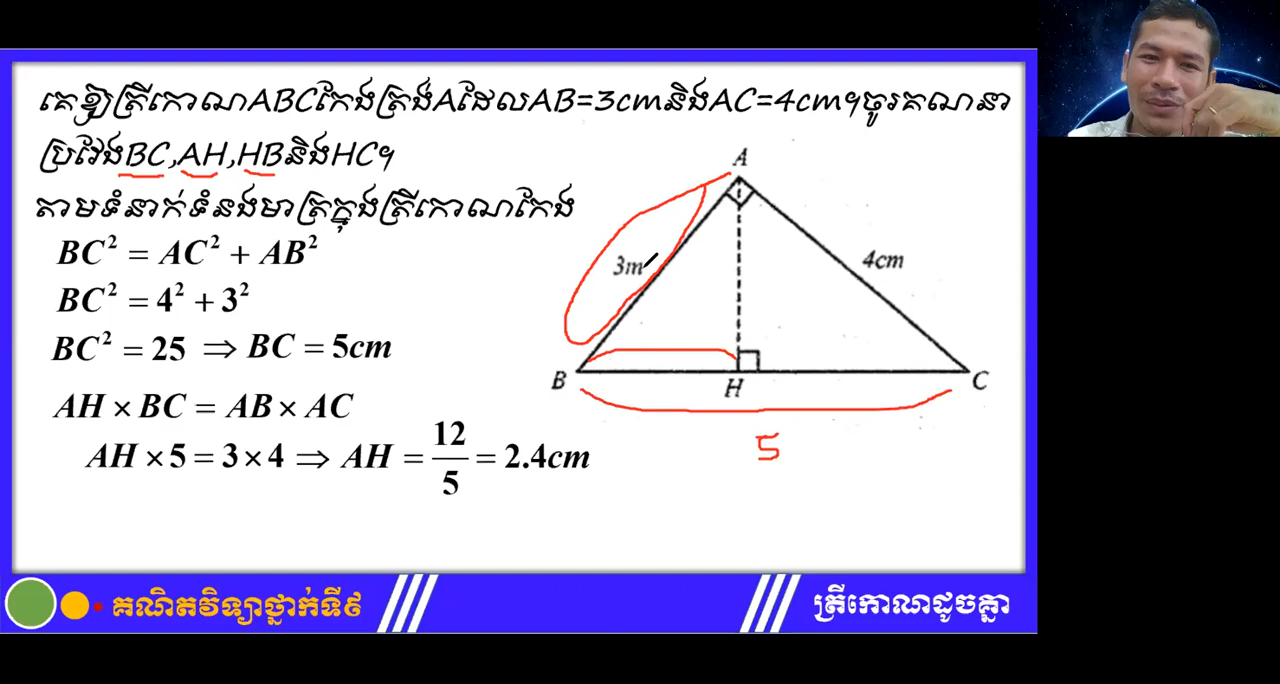 គេឱ្យត្រីកោណABCកែងត្រង់AដែលAB=3cmនិងAC=4cm។ចូរគណនា
ប្រវែងBC,AH,HBនិងHC។
តាមទំនាក់ទំនងមាត្រក្នុងត្រីកោណកែង
BC² = AC² + AB²
BC² = 4² + 3²
BC² = 25 ⇒ BC = 5cm
AH × BC = AB × AC
AH × 5 = 3 × 4 ⇒ AH = 12/5 = 2.4cm
A
3m
4cm
B
H
C
5
គណិតវិទ្យាថ្នាក់ទី៩
ត្រីកោណដូចគ្នា